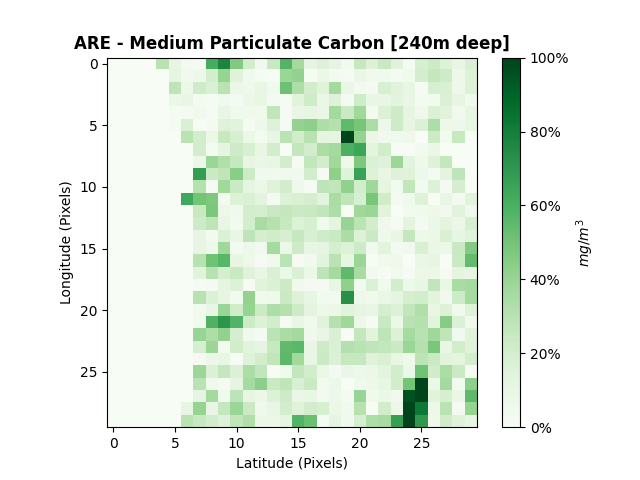 ARE - Medium Particulate Carbon [240m deep]
0
5
10
15
20
25
Longitude (Pixels)
0 5 10 15 20 25
Latitude (Pixels)
100%
80%
60%
40%
20%
0%
mg/m³